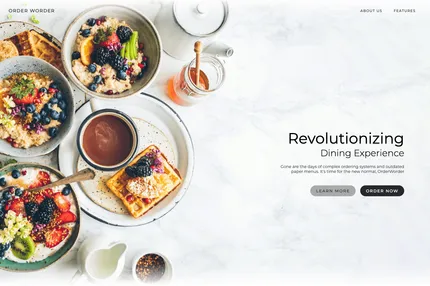 ORDER WORDER
ABOUT US
FEATURES
Revolutionizing
Dining Experience
Gone are the days of complex ordering systems and outdated
paper menus. It's time for the new normal, OrderWorder
LEARN MORE
ORDER NOW